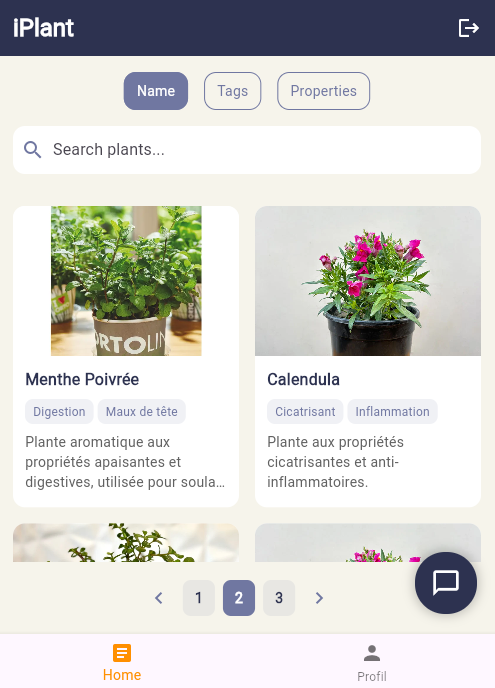 iPlant
Name Tags Properties
Search plants...
ORTOLIN
Menthe Poivrée
Digestion Maux de tête
Plante aromatique aux
propriétés apaisantes et
digestives, utilisée pour soula…
Calendula
Cicatrisant Inflammation
Plante aux propriétés
cicatrisantes et anti-
inflammatoires.
1 2 3
Home Profil